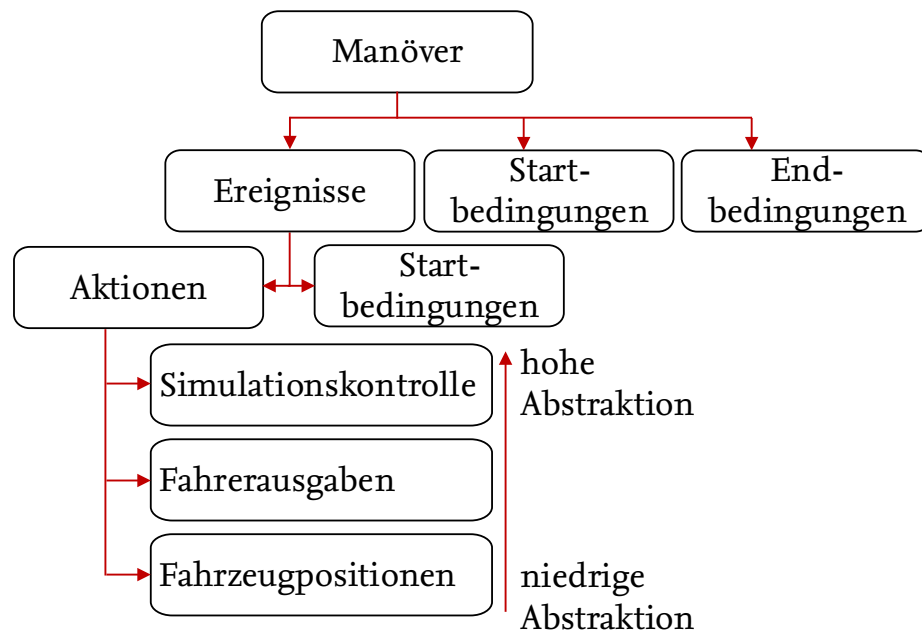 Manöver
Ereignisse
Start-
bedingungen
End-
bedingungen
Aktionen
Start-
bedingungen
Simulationskontrolle
hohe
Abstraktion
Fahrerausgaben
Fahrzeugpositionen
niedrige
Abstraktion